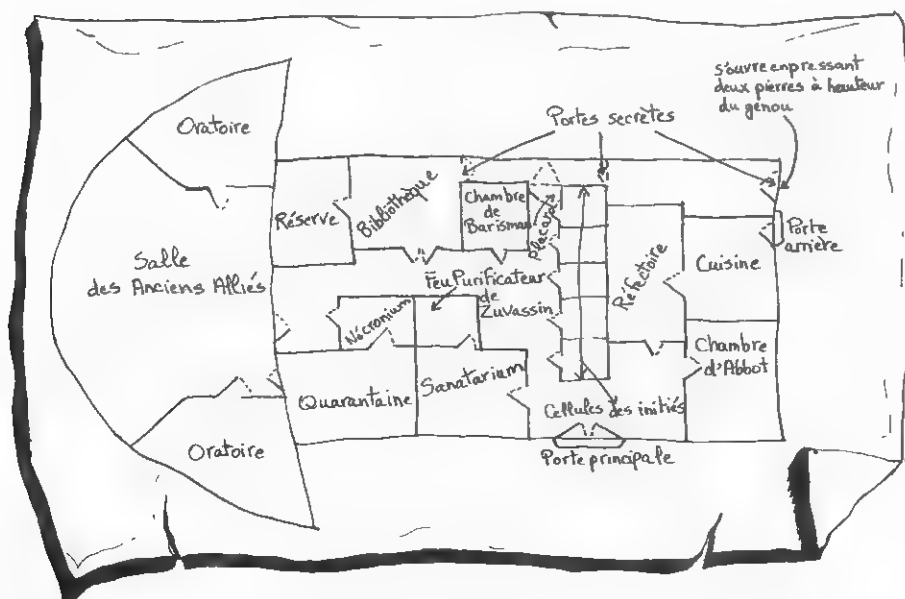 s'ouvre en pressant
deux pierres à hauteur
du genou
Portes secrètes
Oratoire
Réserve
Bibliothèque
Chambre
de
Barisman
Placard
Porte
arrière
Salle
des Anciens Alliés
Feu Purificateur
de
Zuvassin
Réfectoire
Cuisine
Nécronium
Chambre
d'Abbot
Quarantaine
Sanatarium
Cellules des initiés
Oratoire
Porte principale